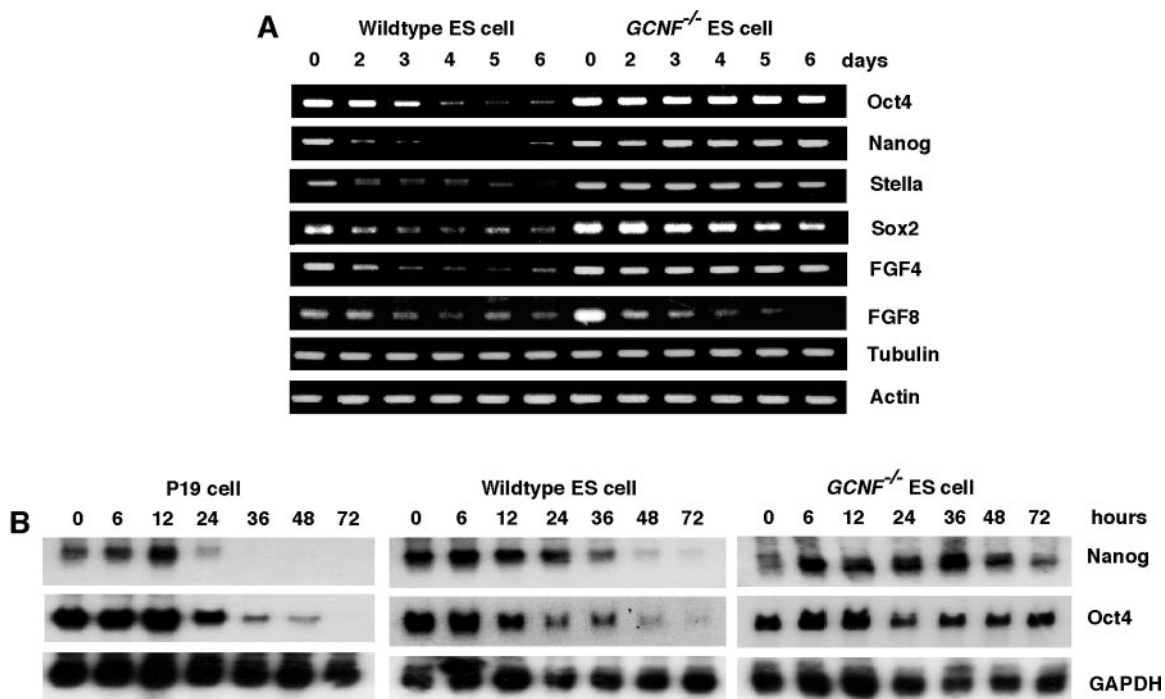 A
Wildtype ES cell GCNF-/- ES cell
0 2 3 4 5 6 0 2 3 4 5 6 days
Oct4
Nanog
Stella
Sox2
FGF4
FGF8
Tubulin
Actin
B
P19 cell Wildtype ES cell GCNF-/- ES cell
0 6 12 24 36 48 72 0 6 12 24 36 48 72 0 6 12 24 36 48 72 hours
Nanog
Oct4
GAPDH